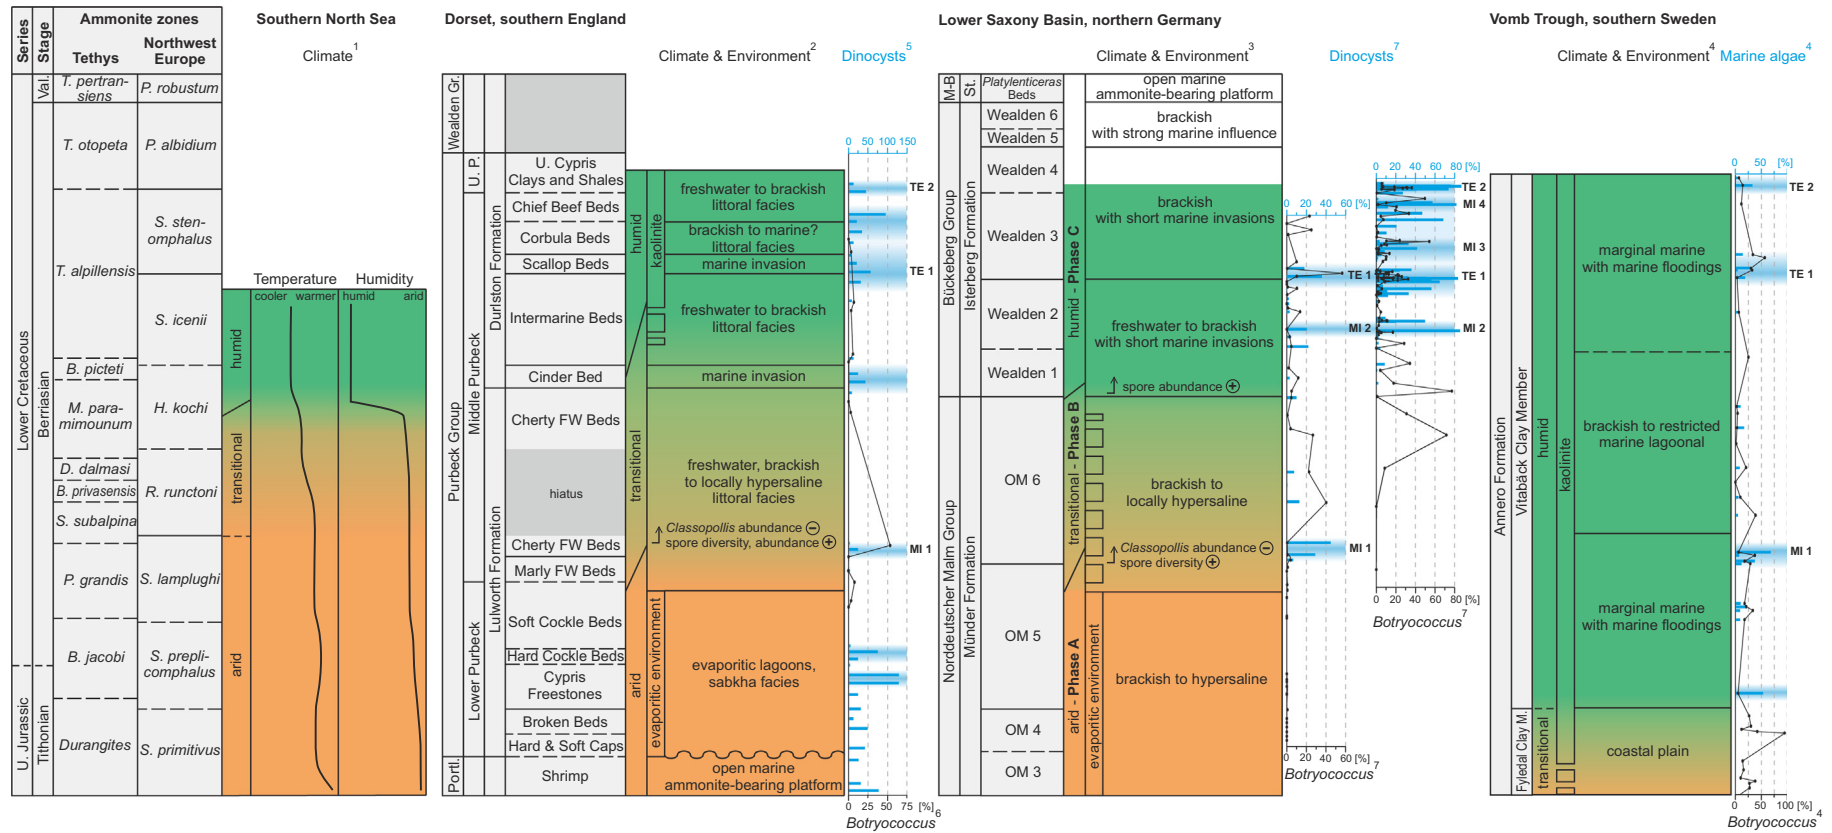 Series
Stage
Ammonite zones
Tethys
Northwest
Europe
Lower Cretaceous
U. Jurassic
Val.
Berriasian
Tithonian
T. pertran-
siens
T. otopeta
T. alpillensis
B. picteti
M. para-
mimounum
D. dalmasi
B. privasensis
S. subalpina
P. grandis
B. jacobi
Durangites
P. robustum
P. albidium
S. sten-
omphalus
S. icenii
H. kochi
R. runctoni
S. lamplughi
S. prepli-
comphalus
S. primitivus
Southern North Sea
Climate1
Temperature
Humidity
cooler
warmer
humid
arid
humid
transitional
arid
Dorset, southern England
Climate & Environment2
Dinocysts5
Wealden Gr.
Purbeck Group
Portl.
U. P.
Middle Purbeck
Lower Purbeck
Durlston Formation
Lulworth Formation
U. Cypris
Clays and Shales
Chief Beef Beds
Corbula Beds
Scallop Beds
Intermarine Beds
Cinder Bed
Cherty FW Beds
hiatus
Cherty FW Beds
Marly FW Beds
Soft Cockle Beds
Hard Cockle Beds
Cypris
Freestones
Broken Beds
Hard & Soft Caps
Shrimp
humid
transitional
arid
kaolinite
evaporitic environment
freshwater to brackish
littoral facies
brackish to marine?
littoral facies
marine invasion
freshwater to brackish
littoral facies
marine invasion
freshwater, brackish
to locally hypersaline
littoral facies
Classopollis abundance −
spore diversity, abundance +
evaporitic lagoons,
sabkha facies
open marine
ammonite-bearing platform
0 50 100 150
TE 2
TE 1
MI 1
0 25 50 75 [%]
Botryococcus6
Lower Saxony Basin, northern Germany
Climate & Environment3
Dinocysts7
M-B
Bückeberg Group
Norddeutscher Malm Group
St.
Isterberg Formation
Münder Formation
Platylenticeras
Beds
Wealden 6
Wealden 5
Wealden 4
Wealden 3
Wealden 2
Wealden 1
OM 6
OM 5
OM 4
OM 3
humid - Phase C
transitional - Phase B
arid - Phase A
evaporitic environment
open marine
ammonite-bearing platform
brackish
with strong marine influence
brackish
with short marine invasions
freshwater to brackish
with short marine invasions
spore abundance +
brackish to
locally hypersaline
Classopollis abundance −
spore diversity +
brackish to hypersaline
0 20 40 60 [%]
TE 1
MI 2
MI 1
0 20 40 60 [%]
Botryococcus7
0 20 40 60 80 [%]
TE 2
MI 4
MI 3
TE 1
MI 2
0 20 40 60 80 [%]
Botryococcus7
Vomb Trough, southern Sweden
Climate & Environment4
Marine algae4
Annero Formation
Vitabäck Clay Member
Fyledal Clay M.
humid
transitional
kaolinite
marginal marine
with marine floodings
brackish to restricted
marine lagoonal
marginal marine
with marine floodings
coastal plain
[%]
0 50
TE 2
TE 1
MI 1
0 50 100 [%]
Botryococcus4